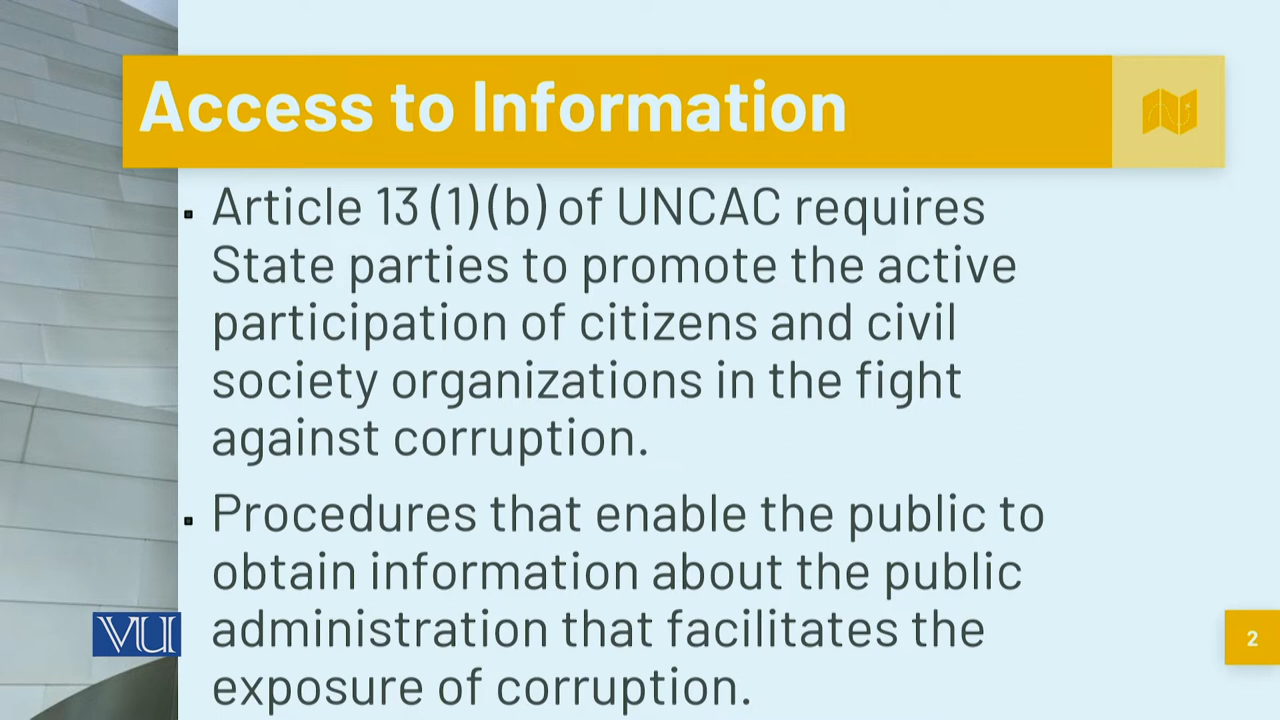 Access to Information
▪ Article 13 (1)(b) of UNCAC requires
State parties to promote the active
participation of citizens and civil
society organizations in the fight
against corruption.
▪ Procedures that enable the public to
obtain information about the public
administration that facilitates the
exposure of corruption.
VU
2